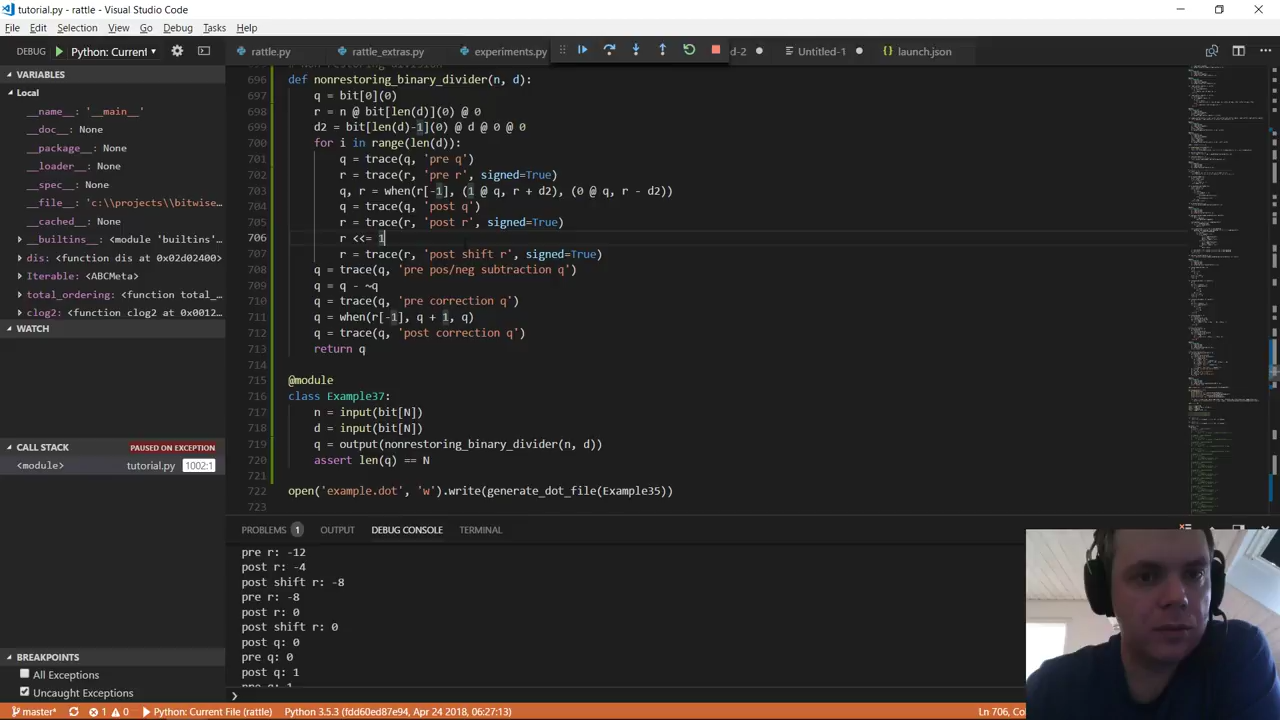 tutorial.py - rattle - Visual Studio Code
File Edit Selection View Go Debug Tasks Help
DEBUG Python: Current
rattle.py rattle_extras.py experiments.py d-2 Untitled-1 launch.json
VARIABLES
Local
__name__: '__main__'
__doc__: None
__package__: None
__loader__: None
__spec__: None
__file__: 'c:\\projects\\bitwise…
__cached__: None
__builtins__: <module 'builtins'…
dis: <function dis at 0x02d02400>
Iterable: <ABCMeta>
total_ordering: <function total_…
clog2: <function clog2 at 0x0012…
WATCH
CALL STACK PAUSED ON EXCEPTION
<module> tutorial.py 1002:1
BREAKPOINTS
All Exceptions
Uncaught Exceptions
696 def nonrestoring_binary_divider(n, d):
697 q = bit[0](0)
698 r = n @ bit[len(d)](0) @ 0
699 d2 = bit[len(d)-1](0) @ d @ 0 @ 0
700 for i in range(len(d)):
701 q = trace(q, 'pre q')
702 r = trace(r, 'pre r', signed=True)
703 q, r = when(r[-1], (1 @ q, r + d2), (0 @ q, r - d2))
704 q = trace(q, 'post q')
705 r = trace(r, 'post r', signed=True)
706 r <<= 1
707 r = trace(r, 'post shift r', signed=True)
708 q = trace(q, 'pre pos/neg subtraction q')
709 q = q - ~q
710 q = trace(q, 'pre correction q')
711 q = when(r[-1], q + 1, q)
712 q = trace(q, 'post correction q')
713 return q
714
715 @module
716 class Example37:
717 n = input(bit[N])
718 d = input(bit[N])
719 q = output(nonrestoring_binary_divider(n, d))
720 assert len(q) == N
721
722 open('example.dot', 'w').write(generate_dot_file(Example35))
723
PROBLEMS 1 OUTPUT DEBUG CONSOLE TERMINAL
pre r: -12
post r: -4
post shift r: -8
pre r: -8
post r: 0
post shift r: 0
post q: 0
pre q: 0
post q: 1
pre q: 1
>
master* 1 0 Python: Current File (rattle) Python 3.5.3 (fdd60ed87e94, Apr 24 2018, 06:27:13) Ln 706, Co